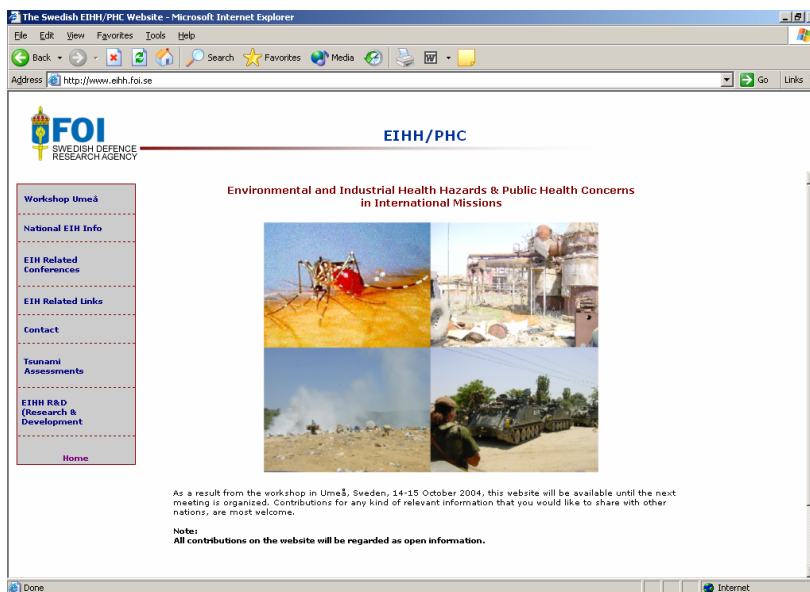 The Swedish EIHH/PHC Website - Microsoft Internet Explorer
File Edit View Favorites Tools Help
Back Search Favorites Media
Address http://www.eihh.foi.se Go Links
FOI
SWEDISH DEFENCE
RESEARCH AGENCY
EIHH/PHC
Workshop Umeå
National EIH Info
EIH Related
Conferences
EIH Related Links
Contact
Tsunami
Assessments
EIHH R&D
(Research &
Development
Home
Environmental and Industrial Health Hazards & Public Health Concerns
in International Missions
As a result from the workshop in Umeå, Sweden, 14-15 October 2004, this website will be available until the next
meeting is organized. Contributions for any kind of relevant information that you would like to share with other
nations, are most welcome.
Note:
All contributions on the website will be regarded as open information.
Done Internet